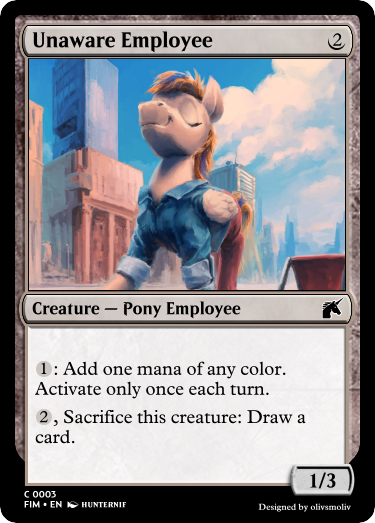 Unaware Employee 2
Creature — Pony Employee
1: Add one mana of any color.
Activate only once each turn.
2, Sacrifice this creature: Draw a
card.
1/3
C 0003
FIM • EN HUNTERNIF
Designed by olivsmoliv